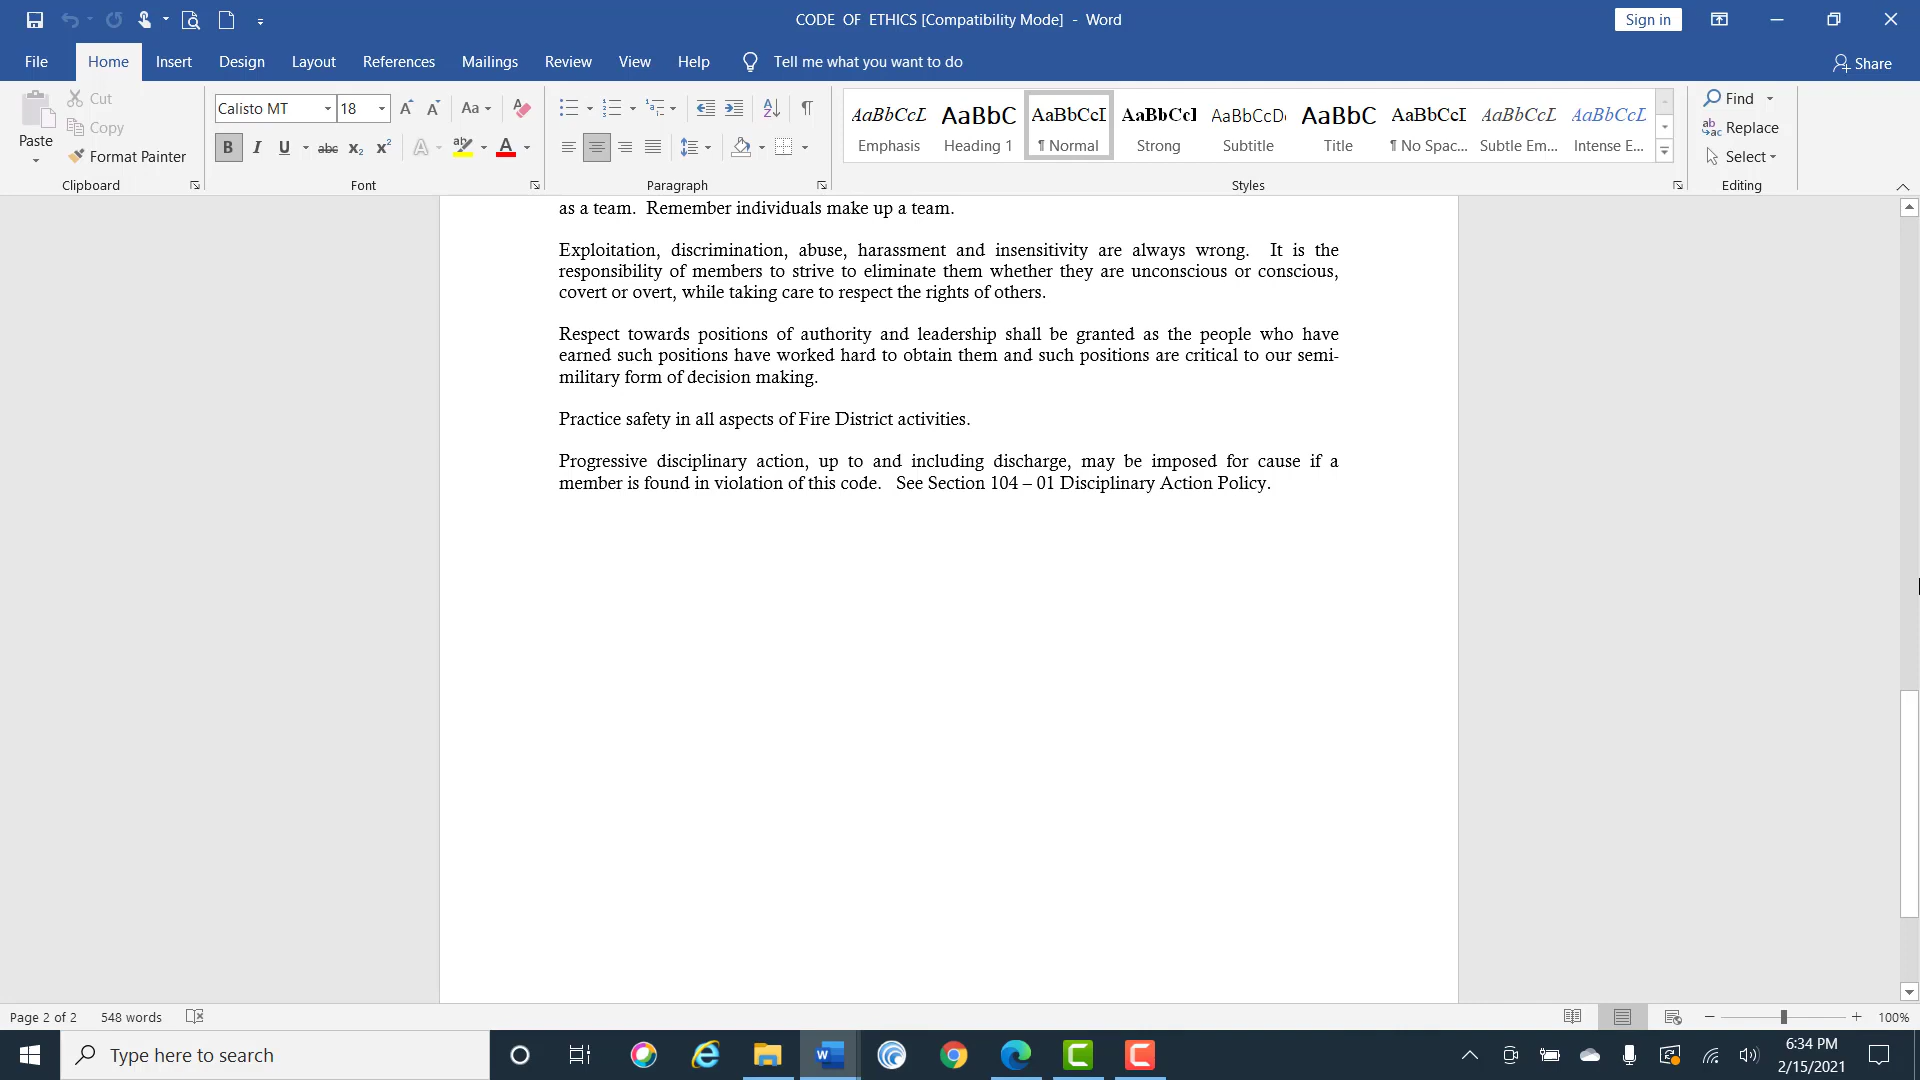 CODE OF ETHICS [Compatibility Mode] - Word
Sign in
File Home Insert Design Layout References Mailings Review View Help Tell me what you want to do
Share
Paste
Cut
Copy
Format Painter
Clipboard
Calisto MT 18
Aa
B I U abc x2 x2 A ab A
Font
Paragraph
AaBbCcL AaBbC AaBbCcI AaBbCcI AaBbCcD AaBbC AaBbCcI AaBbCcL AaBbCcL
Emphasis Heading 1 ¶ Normal Strong Subtitle Title ¶ No Spac... Subtle Em... Intense E...
Styles
Find
Replace
Select
Editing
as a team. Remember individuals make up a team.
Exploitation, discrimination, abuse, harassment and insensitivity are always wrong. It is the
responsibility of members to strive to eliminate them whether they are unconscious or conscious,
covert or overt, while taking care to respect the rights of others.
Respect towards positions of authority and leadership shall be granted as the people who have
earned such positions have worked hard to obtain them and such positions are critical to our semi-
military form of decision making.
Practice safety in all aspects of Fire District activities.
Progressive disciplinary action, up to and including discharge, may be imposed for cause if a
member is found in violation of this code. See Section 104 – 01 Disciplinary Action Policy.
Page 2 of 2 548 words
100%
Type here to search
6:34 PM
2/15/2021